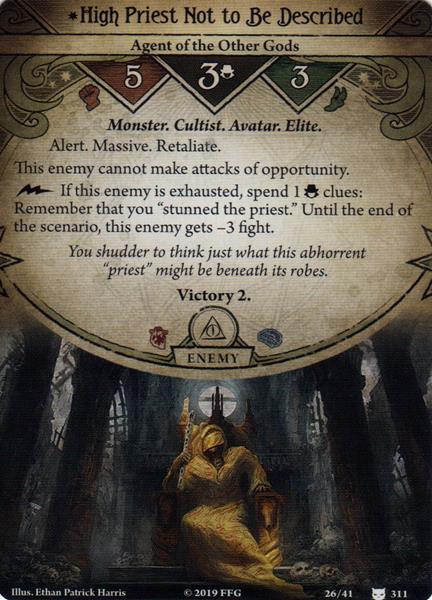 High Priest Not to Be Described
Agent of the Other Gods
5 3 3
Monster. Cultist. Avatar. Elite.
Alert. Massive. Retaliate.
This enemy cannot make attacks of opportunity.
If this enemy is exhausted, spend 1 clues:
Remember that you “stunned the priest.” Until the
end of the scenario, this enemy gets –3 fight.
You shudder to think just what this abhorrent
“priest” might be beneath its robes.
Victory 2.
ENEMY
Illus. Ethan Patrick Harris © 2019 FFG 26/41 311